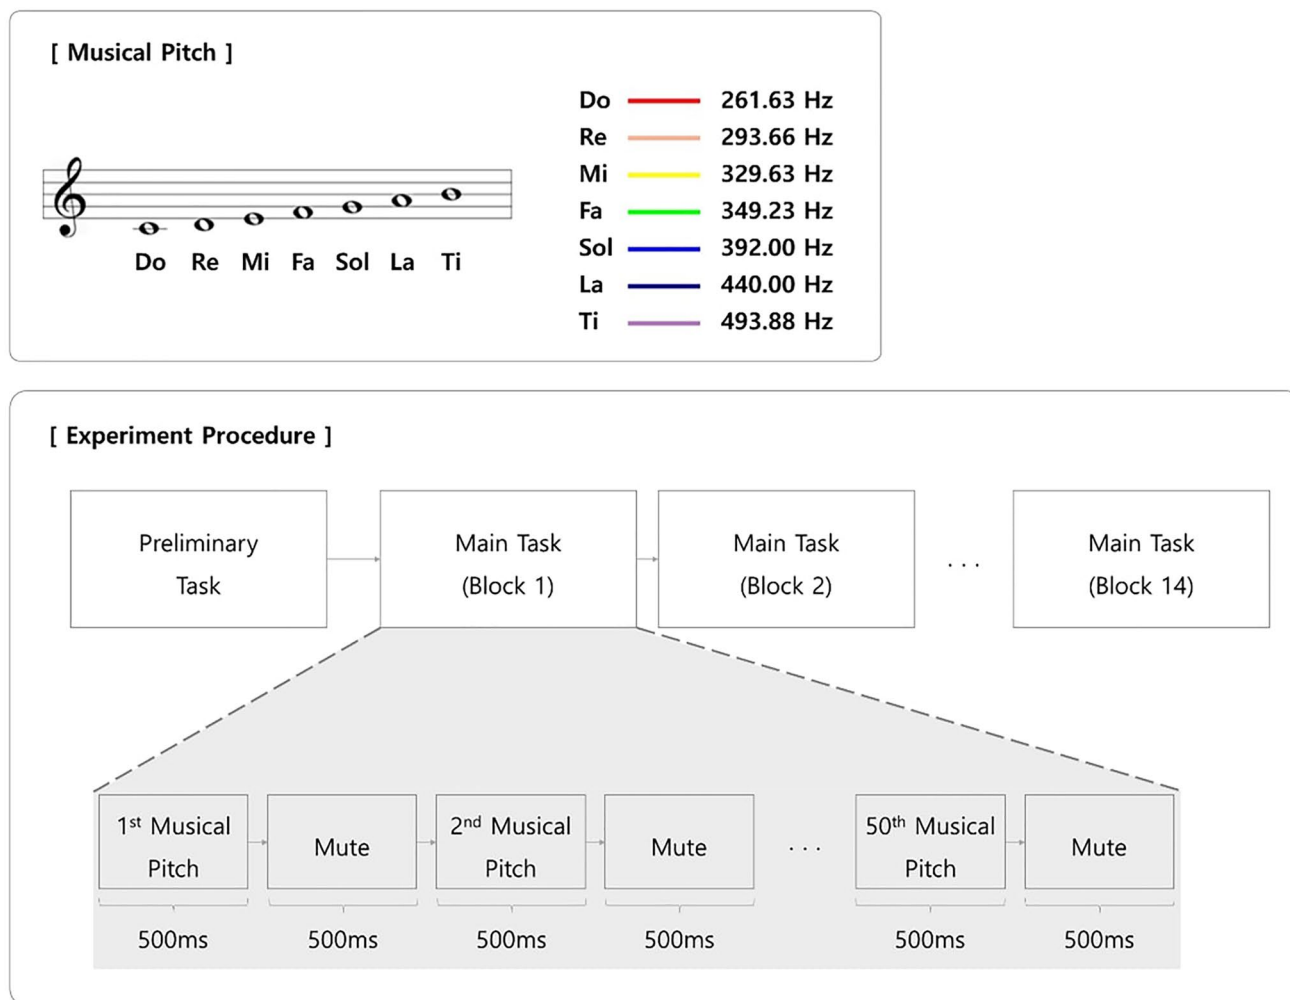 [ Musical Pitch ]
Do Re Mi Fa Sol La Ti
Do 261.63 Hz
Re 293.66 Hz
Mi 329.63 Hz
Fa 349.23 Hz
Sol 392.00 Hz
La 440.00 Hz
Ti 493.88 Hz
[ Experiment Procedure ]
Preliminary
Task
Main Task
(Block 1)
Main Task
(Block 2)
. . .
Main Task
(Block 14)
1st Musical
Pitch
Mute
2nd Musical
Pitch
Mute
. . .
50th Musical
Pitch
Mute
500ms 500ms 500ms 500ms 500ms 500ms